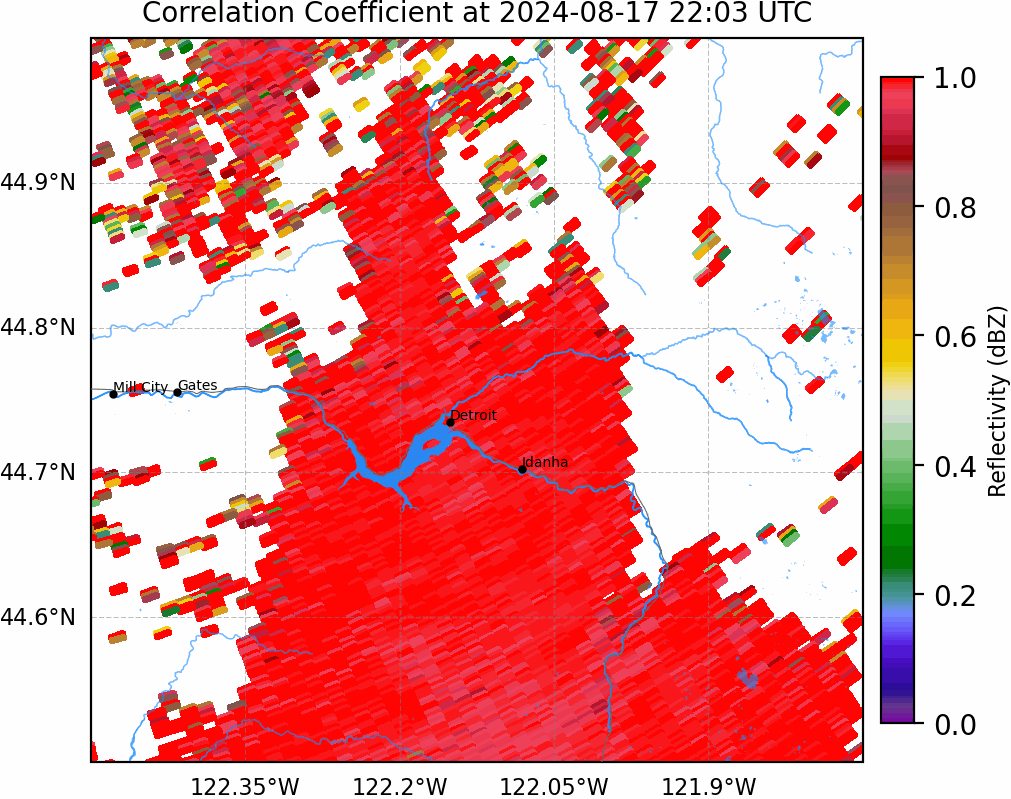 Correlation Coefficient at 2024-08-17 22:03 UTC
44.9°N
44.8°N
44.7°N
44.6°N
Mill City
Gates
Detroit
Idanha
122.35°W
122.2°W
122.05°W
121.9°W
1.0
0.8
0.6
0.4
0.2
0.0
Reflectivity (dBZ)